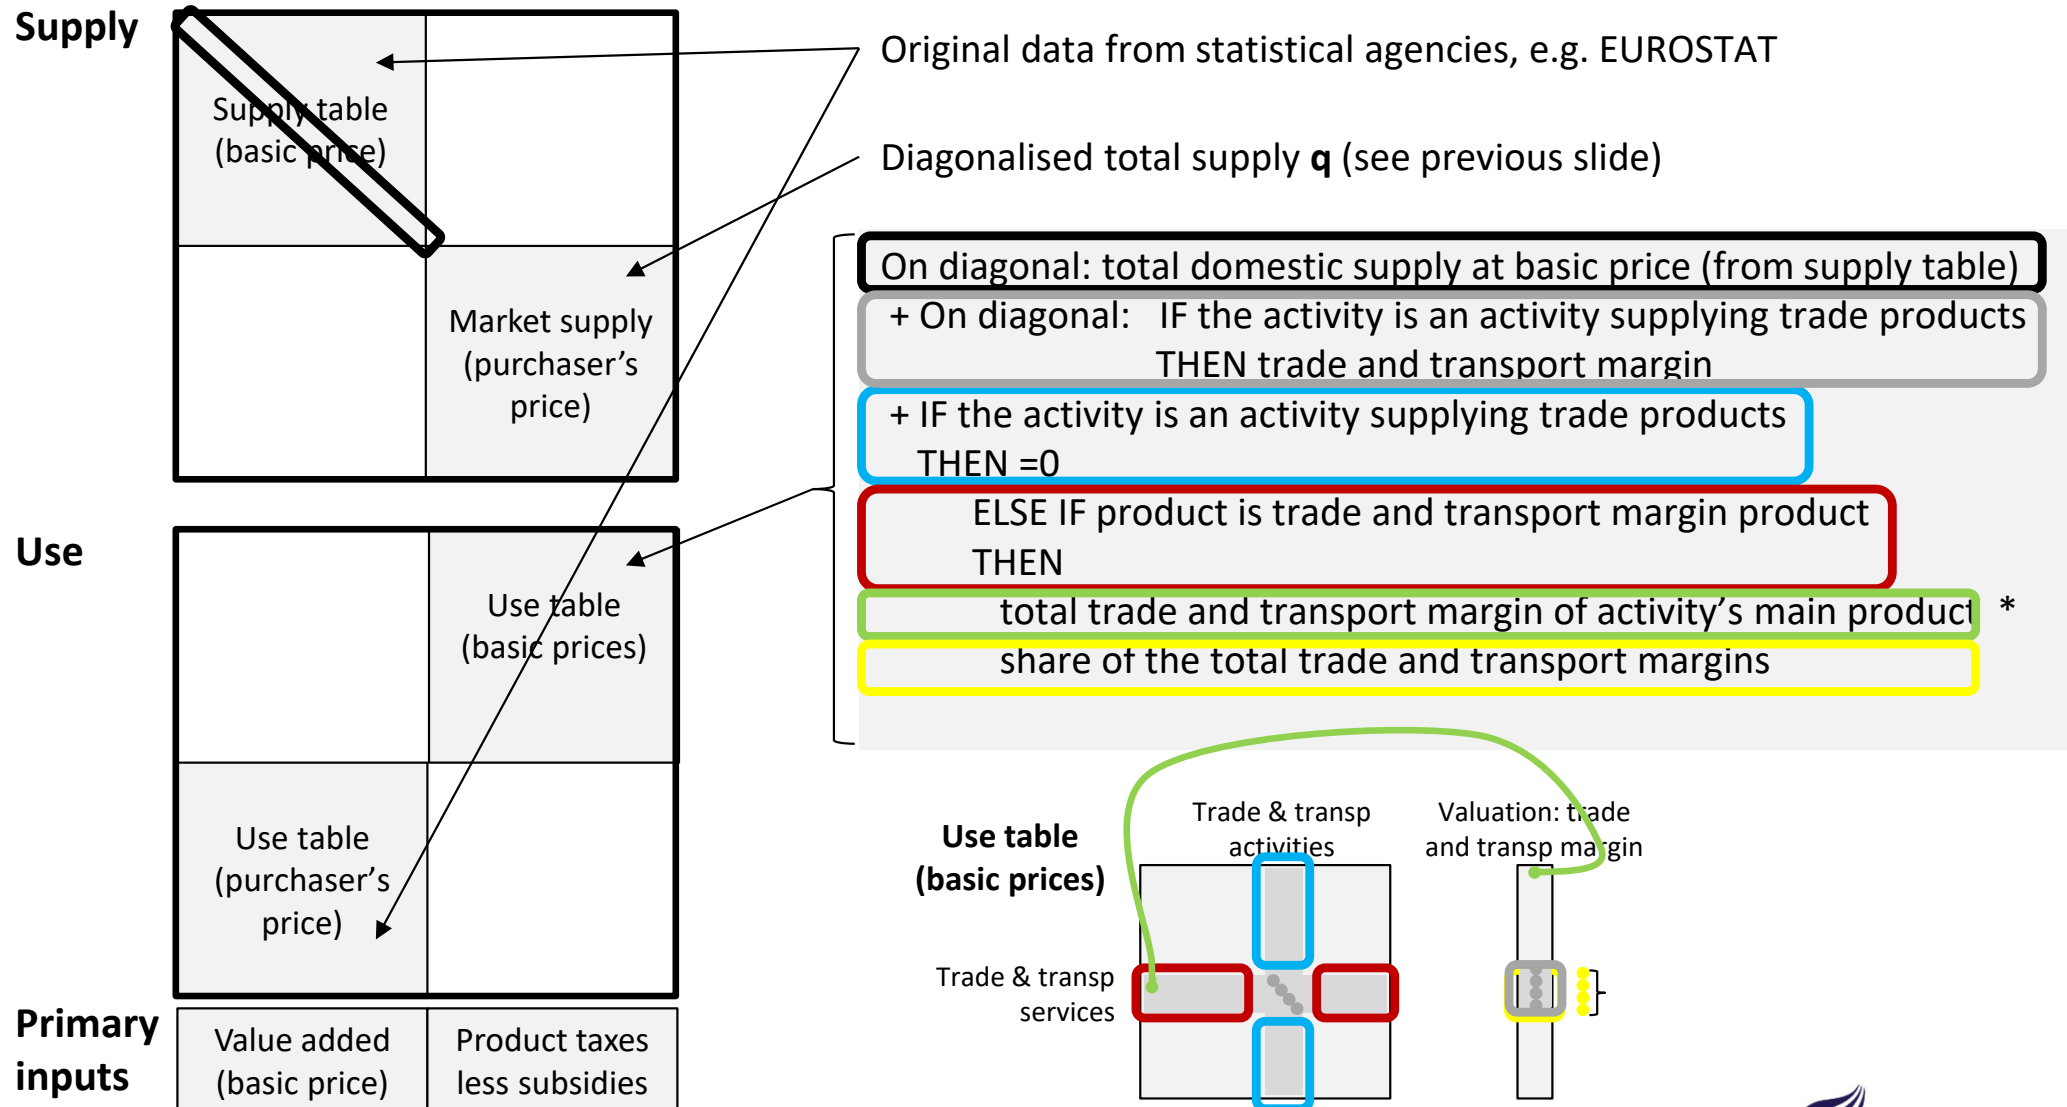 Supply
Supply table
(basic price)
Market supply
(purchaser's
price)
Original data from statistical agencies, e.g. EUROSTAT
Diagonalised total supply q (see previous slide)
On diagonal: total domestic supply at basic price (from supply table)
+ On diagonal: IF the activity is an activity supplying trade products
THEN trade and transport margin
+ IF the activity is an activity supplying trade products
THEN =0
ELSE IF product is trade and transport margin product
THEN
total trade and transport margin of activity's main product *
share of the total trade and transport margins
Use
Use table
(basic prices)
Use table
(purchaser's
price)
Primary
inputs
Value added
(basic price)
Product taxes
less subsidies
Use table
(basic prices)
Trade & transp
activities
Valuation: trade
and transp margin
Trade & transp
services